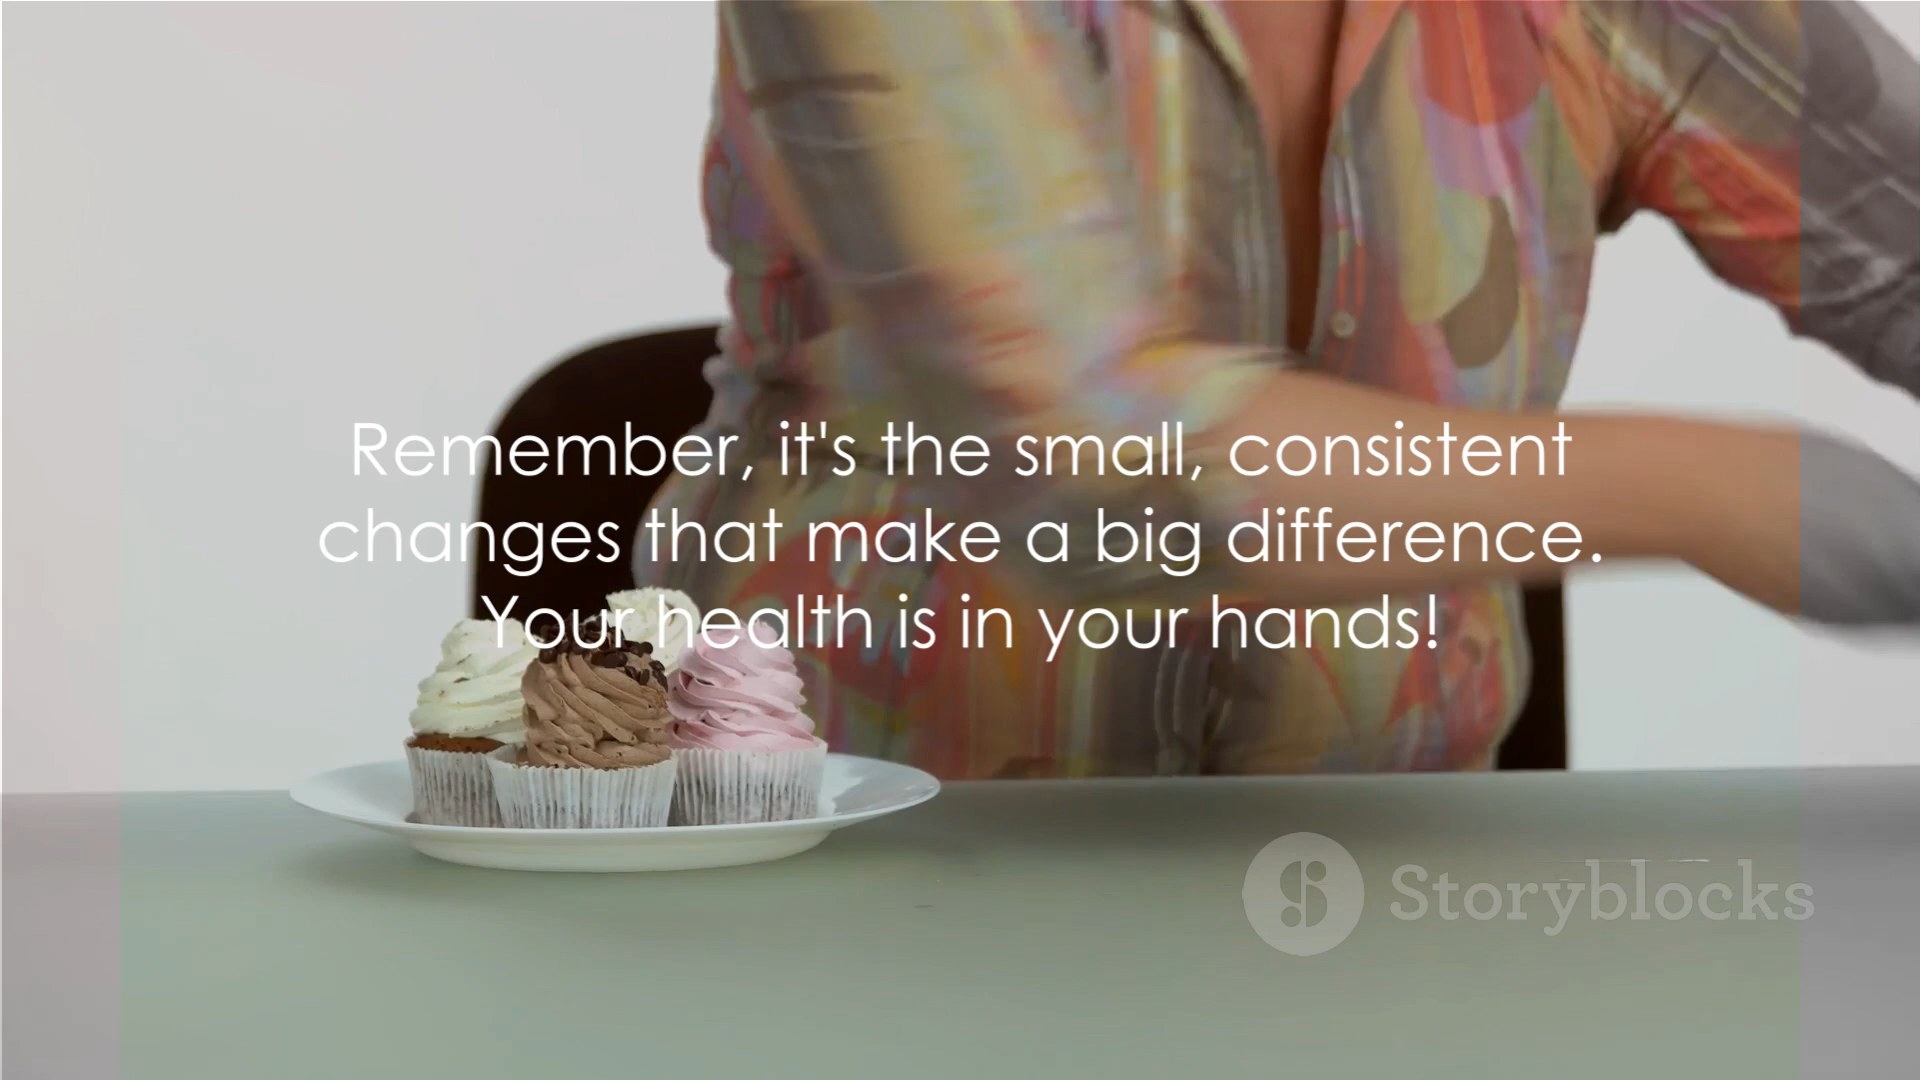 Remember, it's the small, consistent
changes that make a big difference.
Your health is in your hands!
Storyblocks